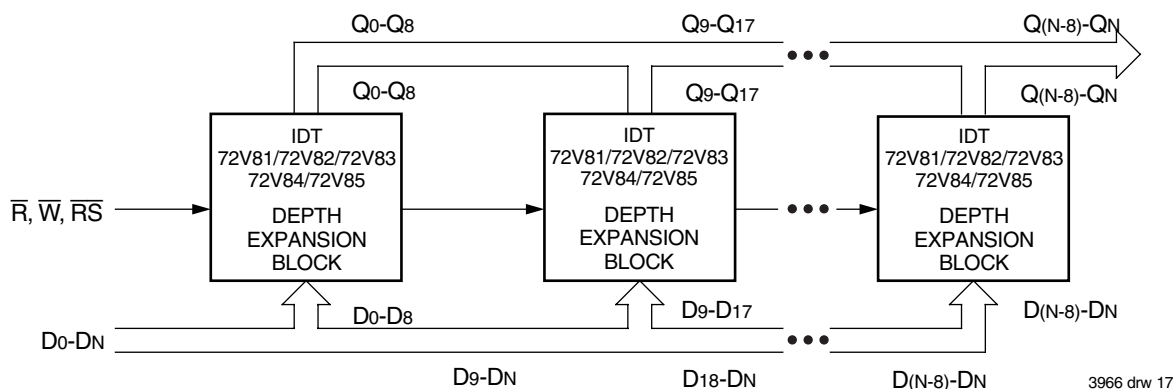 Q0-Q8 Q9-Q17 Q(N-8)-QN
Q0-Q8 Q9-Q17 Q(N-8)-QN
IDT
72V81/72V82/72V83
72V84/72V85
DEPTH
EXPANSION
BLOCK
IDT
72V81/72V82/72V83
72V84/72V85
DEPTH
EXPANSION
BLOCK
IDT
72V81/72V82/72V83
72V84/72V85
DEPTH
EXPANSION
BLOCK
R̅, W̅, R̅S̅
D0-D8 D9-D17 D(N-8)-DN
D0-DN
D9-DN D18-DN D(N-8)-DN
3966 drw 17